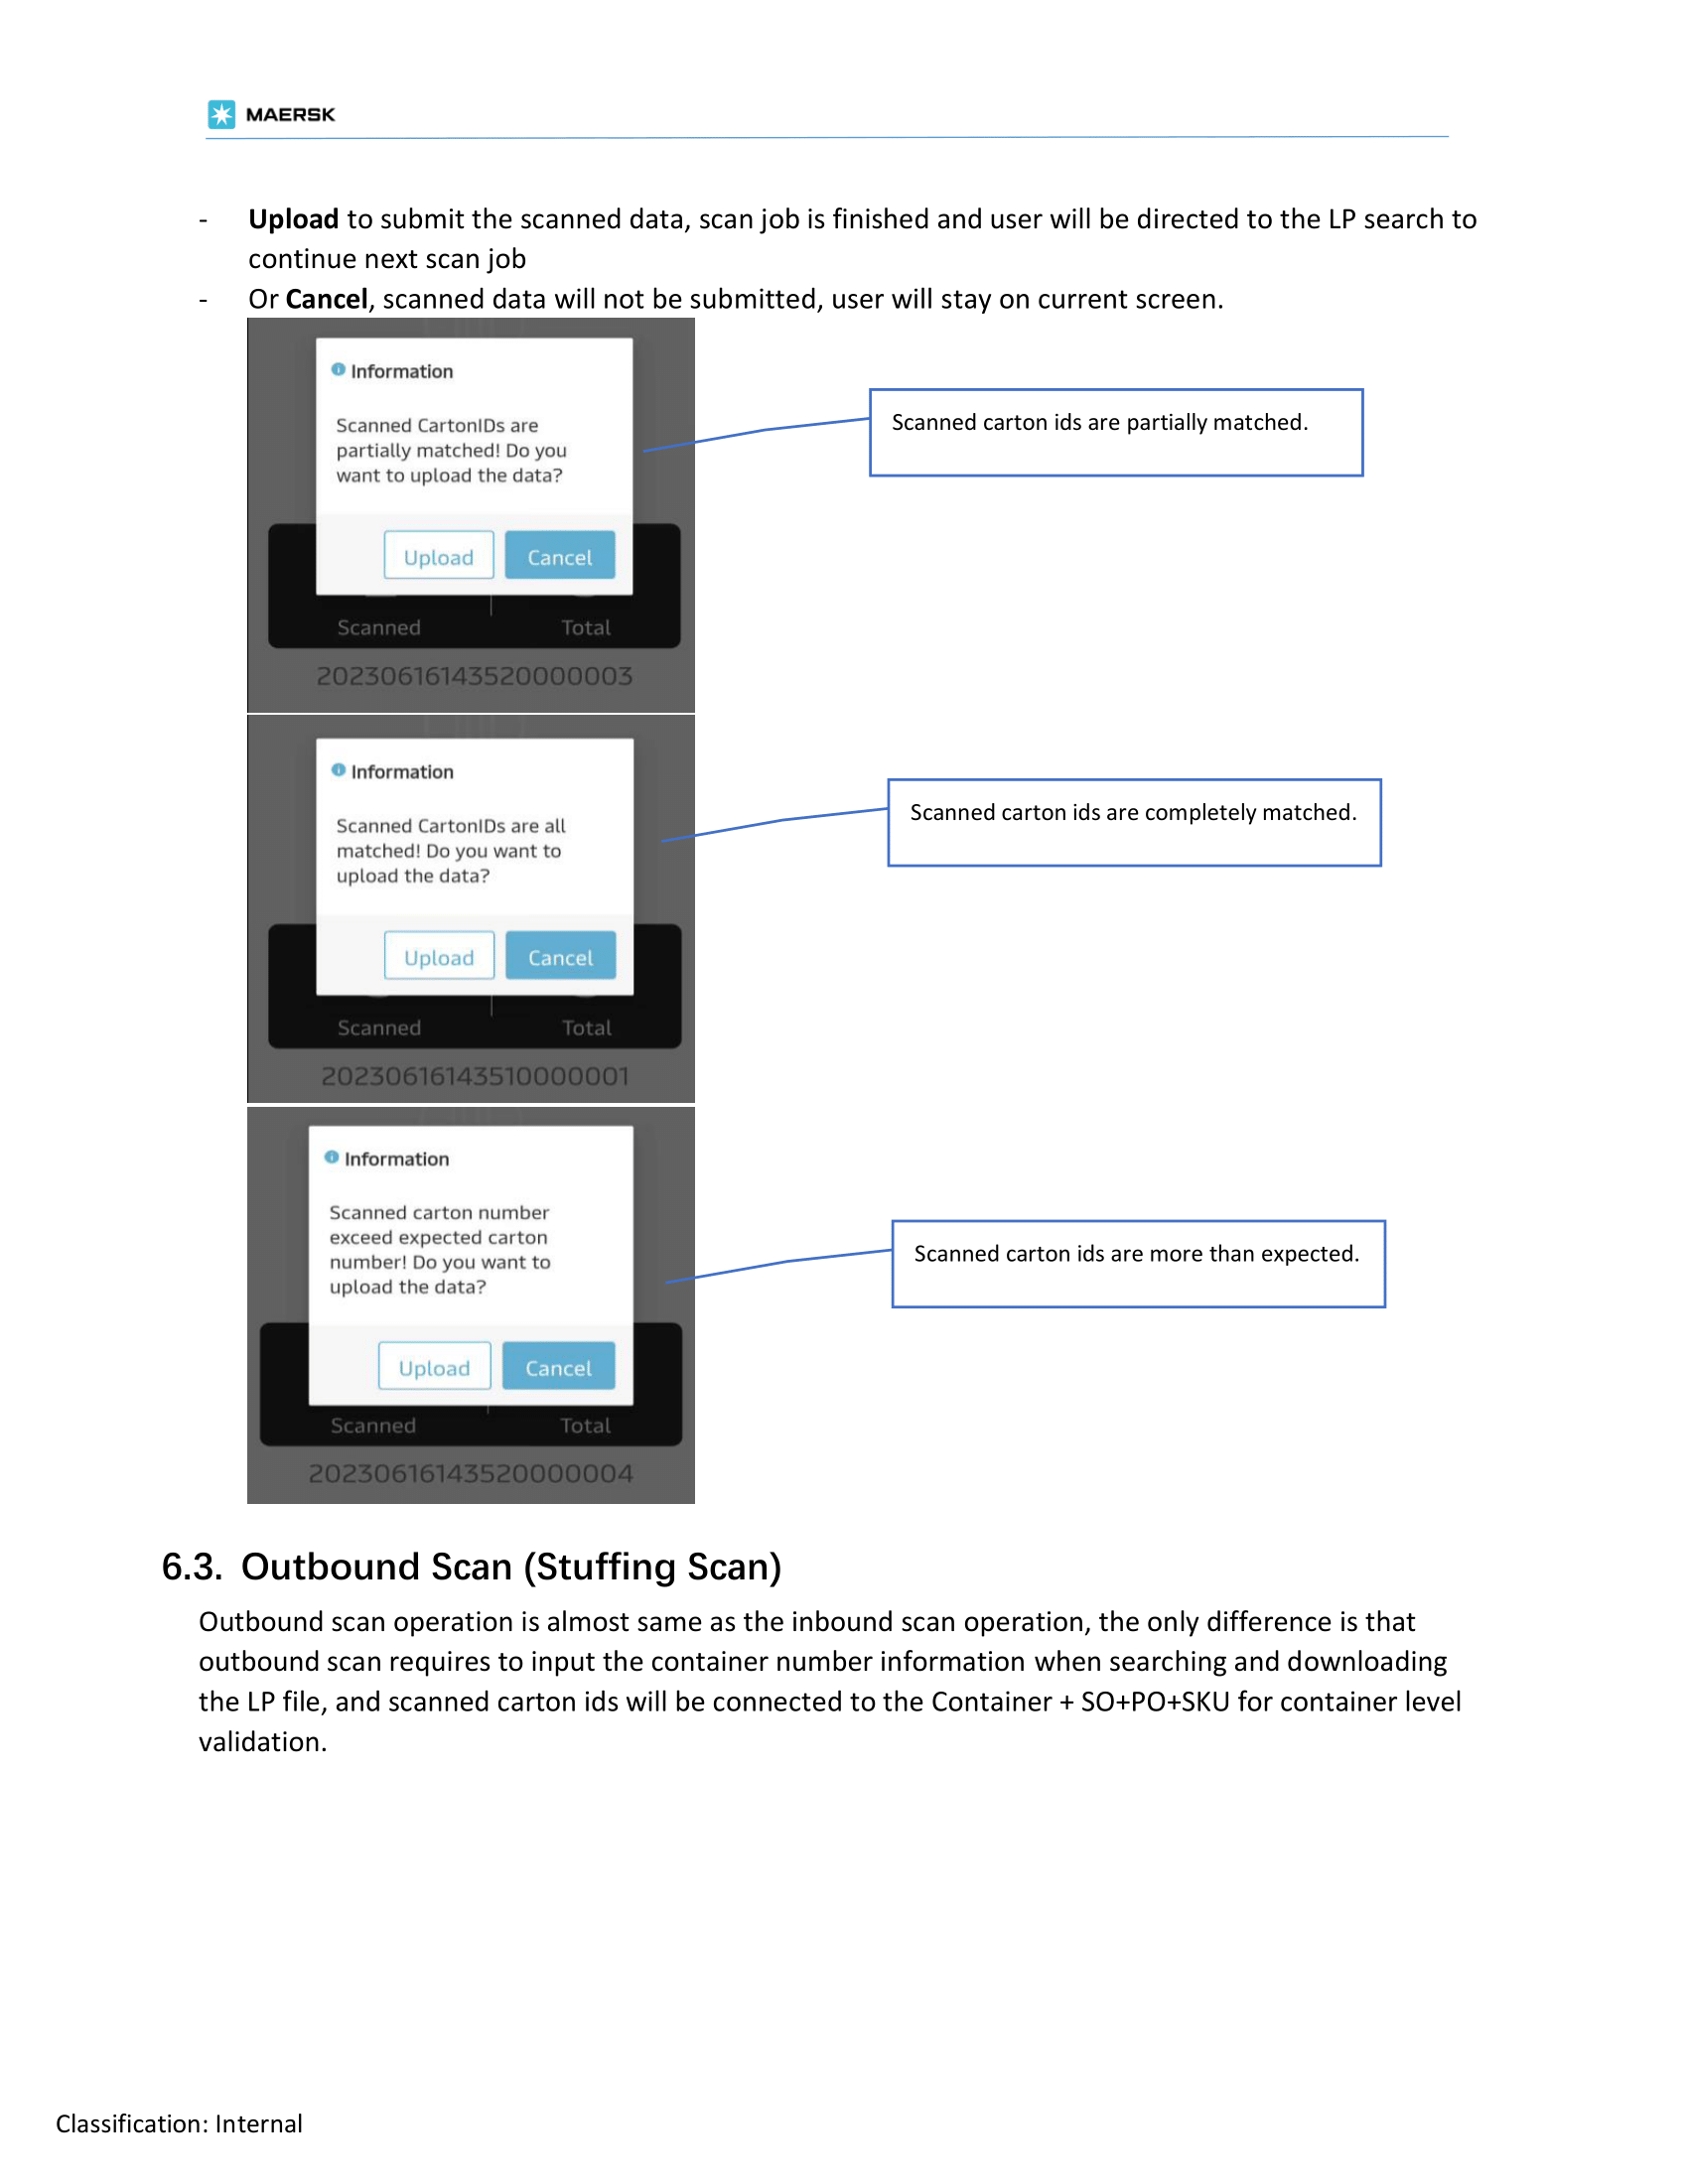 MAERSK
- Upload to submit the scanned data, scan job is finished and user will be directed to the LP search to
continue next scan job
- Or Cancel, scanned data will not be submitted, user will stay on current screen.
Information
Scanned CartonIDs are
partially matched! Do you
want to upload the data?
Upload Cancel
Scanned Total
20230616143520000003
Scanned carton ids are partially matched.
Information
Scanned CartonIDs are all
matched! Do you want to
upload the data?
Upload Cancel
Scanned Total
20230616143510000001
Scanned carton ids are completely matched.
Information
Scanned carton number
exceed expected carton
number! Do you want to
upload the data?
Upload Cancel
Scanned Total
20230616143520000004
Scanned carton ids are more than expected.
6.3. Outbound Scan (Stuffing Scan)
Outbound scan operation is almost same as the inbound scan operation, the only difference is that
outbound scan requires to input the container number information when searching and downloading
the LP file, and scanned carton ids will be connected to the Container + SO+PO+SKU for container level
validation.
Classification: Internal